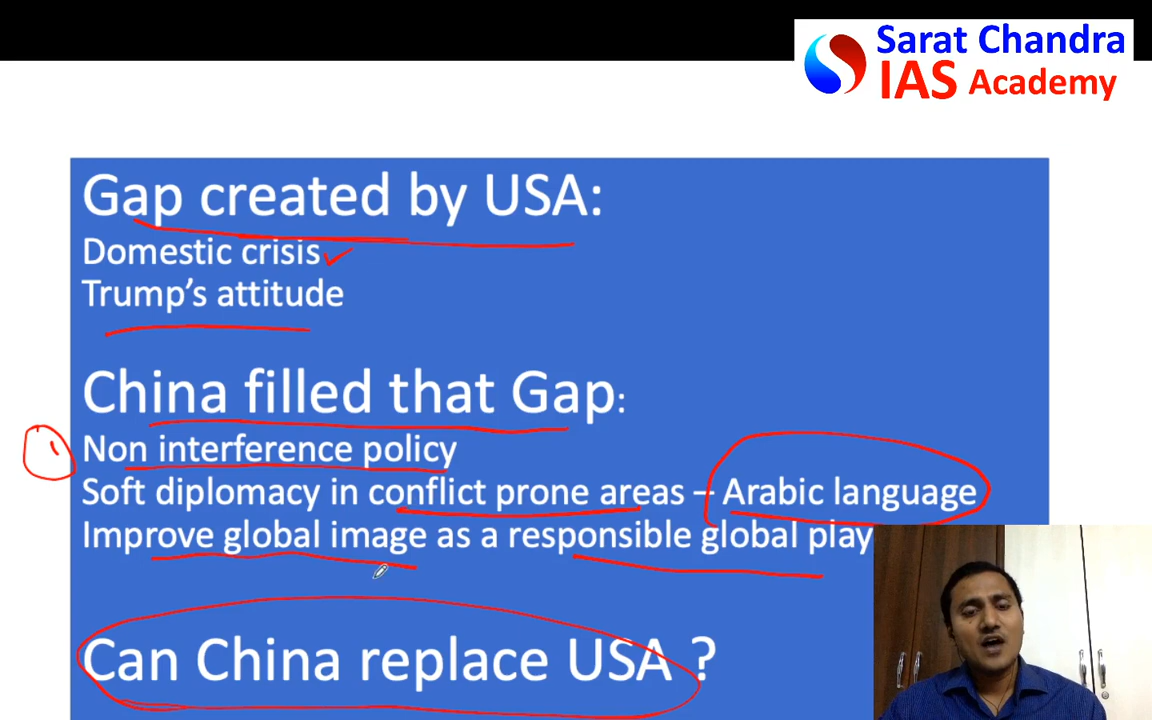 Sarat Chandra
IAS Academy
Gap created by USA:
Domestic crisis
Trump's attitude
China filled that Gap:
Non interference policy
Soft diplomacy in conflict prone areas – Arabic language
Improve global image as a responsible global play
Can China replace USA ?